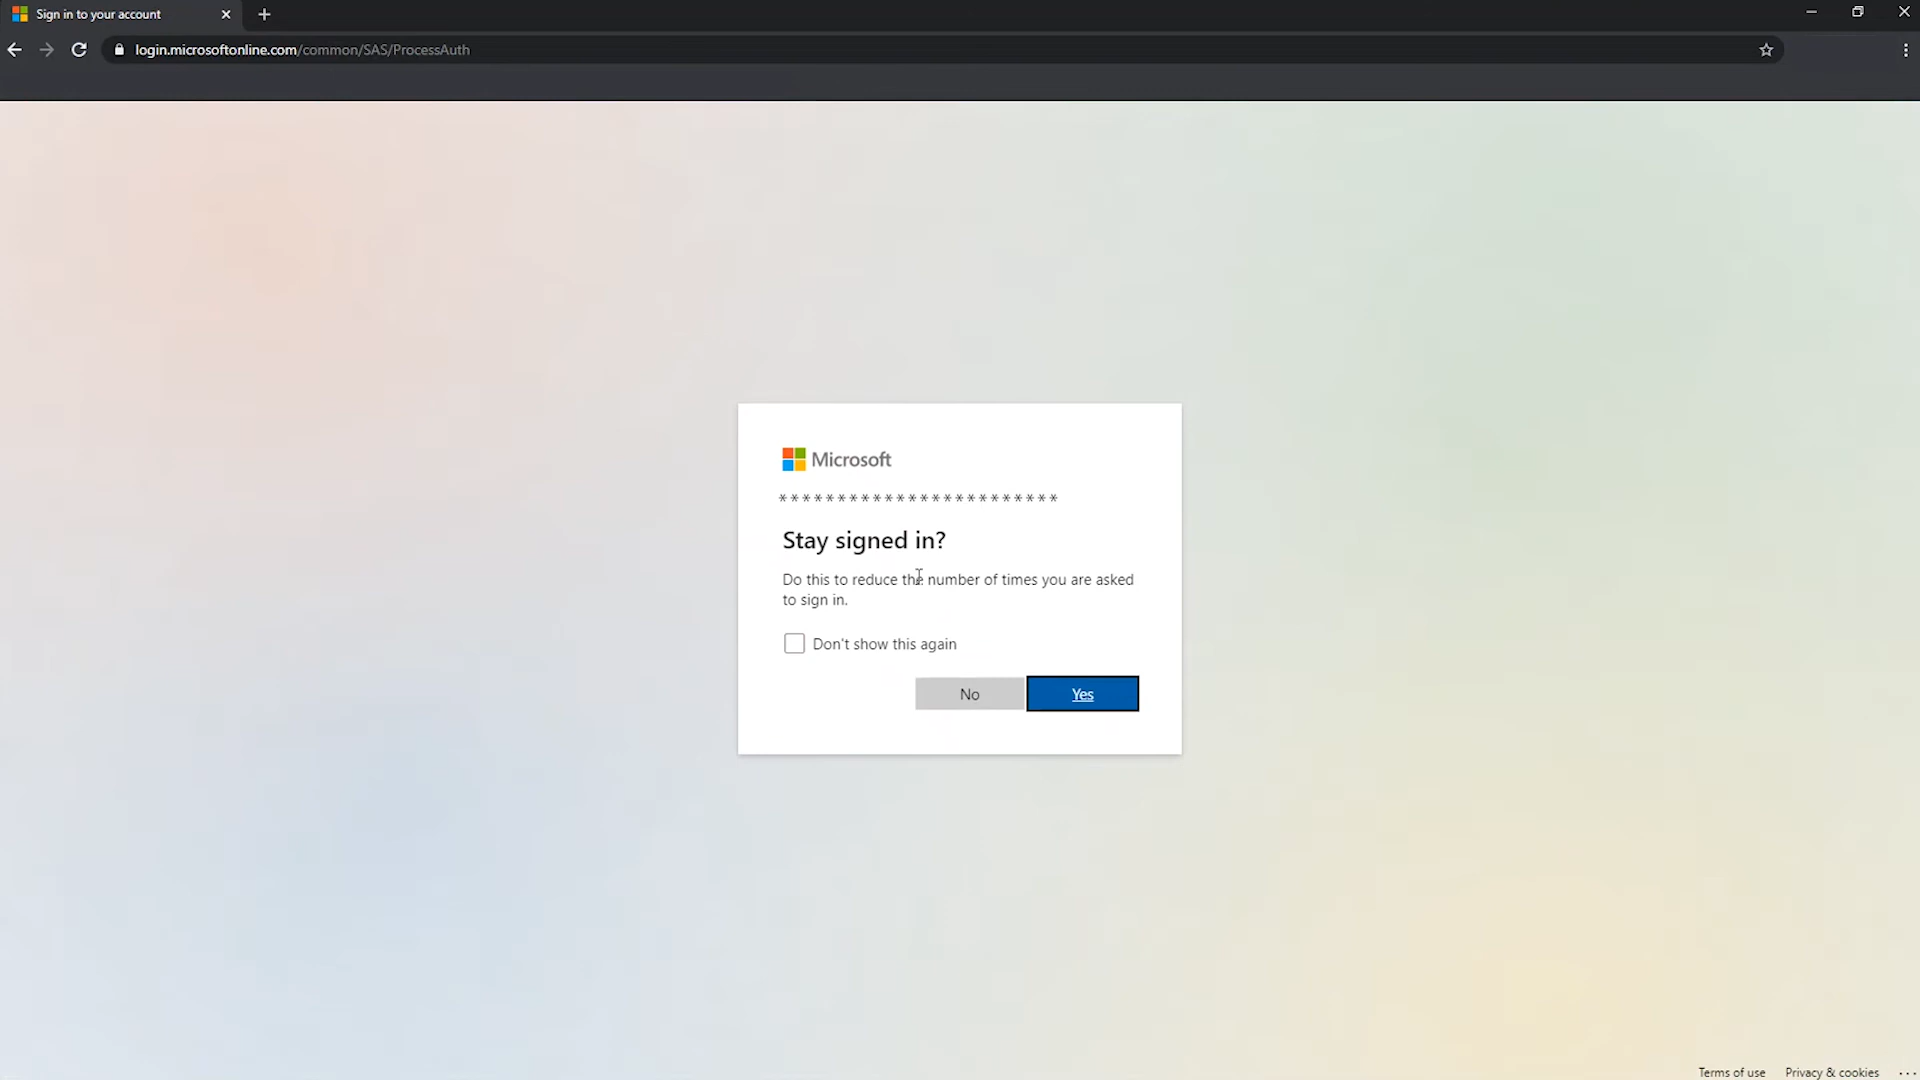 Sign in to your account
login.microsoftonline.com/common/SAS/ProcessAuth
Microsoft
************************
Stay signed in?
Do this to reduce the number of times you are asked
to sign in.
Don't show this again
No
Yes
Terms of use
Privacy & cookies
...